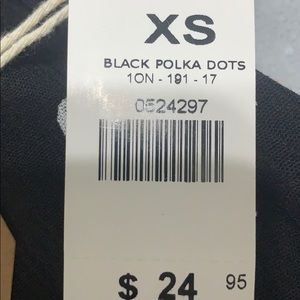 XS
BLACK POLKA DOTS
1ON - 191 - 17
0524297
$ 24 95